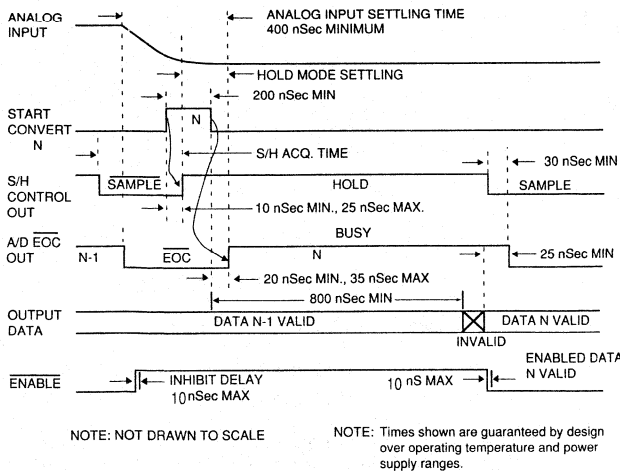 ANALOG INPUT
ANALOG INPUT SETTLING TIME
400 nSec MINIMUM
HOLD MODE SETTLING
200 nSec MIN
START CONVERT N
N
S/H ACQ. TIME
30 nSec MIN
S/H CONTROL OUT
SAMPLE
HOLD
SAMPLE
10 nSec MIN., 25 nSec MAX.
A/D EOC OUT
BUSY
N-1
EOC
N
25 nSec MIN
20 nSec MIN., 35 nSec MAX
800 nSec MIN
OUTPUT DATA
DATA N-1 VALID
DATA N VALID
INVALID
ENABLE
INHIBIT DELAY
10nSec MAX
10 nS MAX
ENABLED DATA
N VALID
NOTE: NOT DRAWN TO SCALE
NOTE: Times shown are guaranteed by design
over operating temperature and power
supply ranges.